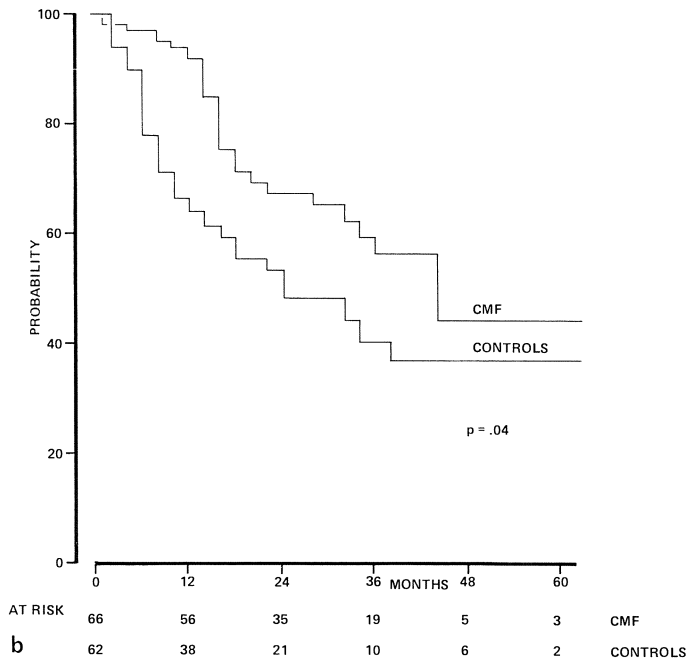 100
80
60
40
20
0
PROBABILITY
CMF
CONTROLS
p = .04
0 12 24 36 MONTHS 48 60
AT RISK
66 56 35 19 5 3 CMF
b
62 38 21 10 6 2 CONTROLS